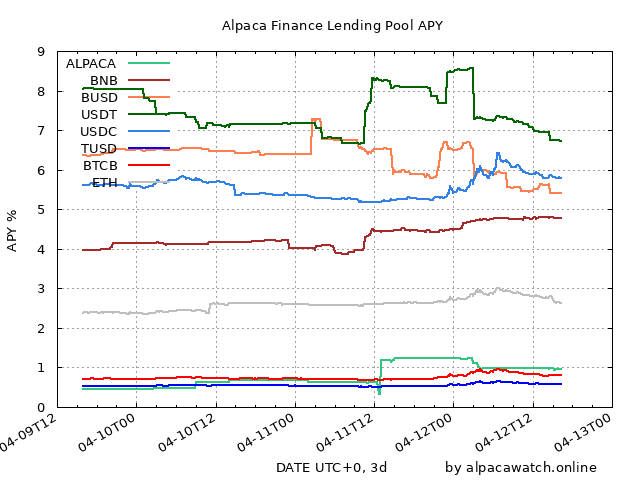 Alpaca Finance Lending Pool APY
9
8
7
6
5
4
3
2
1
0
APY %
ALPACA
BNB
BUSD
USDT
USDC
TUSD
BTCB
ETH
04-09T12
04-10T00
04-10T12
04-11T00
04-11T12
04-12T00
04-12T12
04-13T00
DATE UTC+0, 3d
by alpacawatch.online